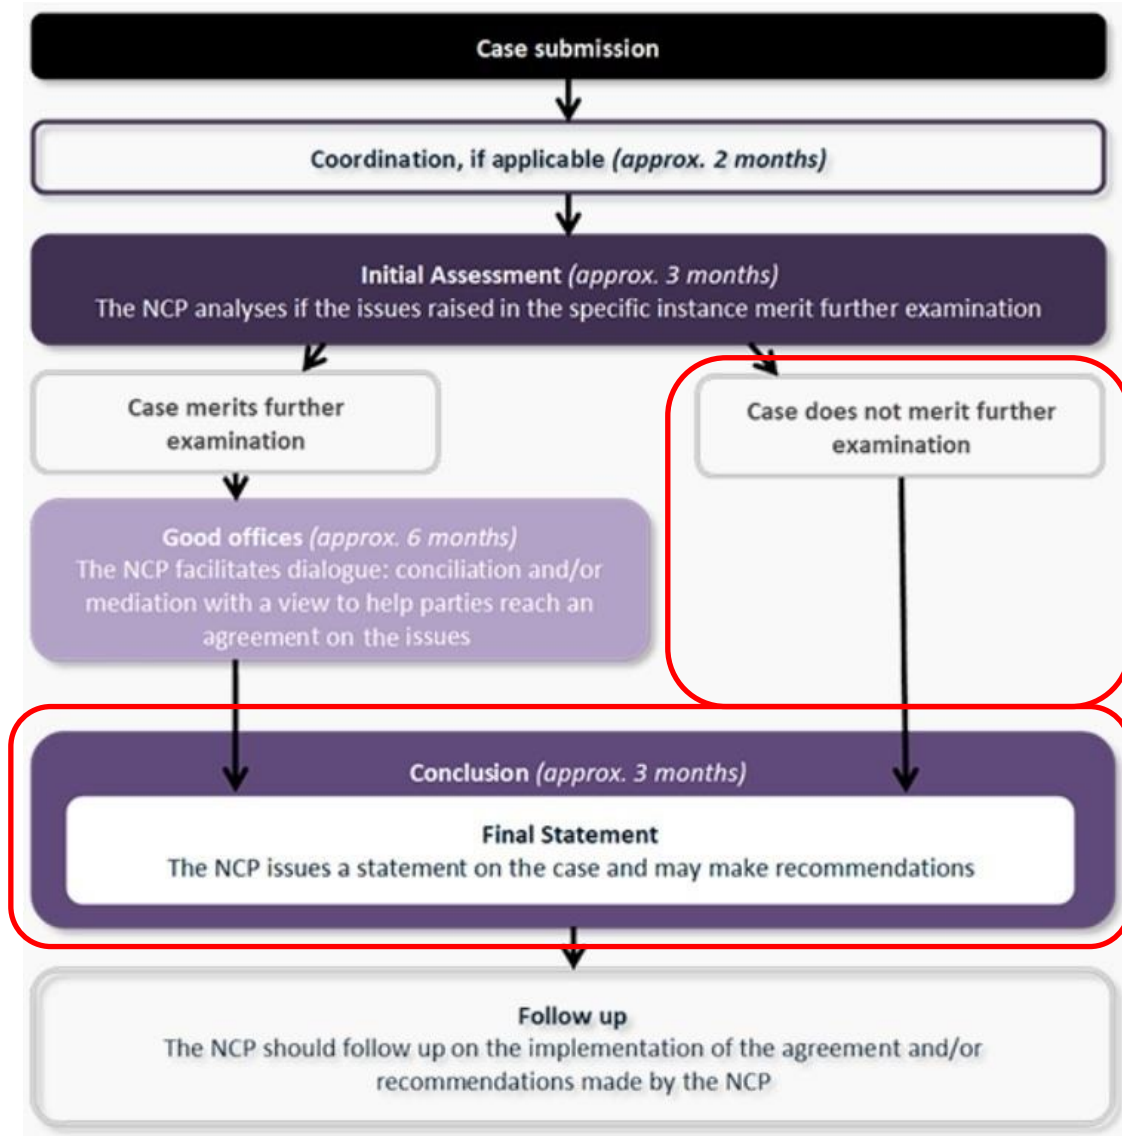 Case submission
Coordination, if applicable (approx. 2 months)
Initial Assessment (approx. 3 months)
The NCP analyses if the issues raised in the specific instance merit further examination
Case merits further
examination
Case does not merit further
examination
Good offices (approx. 6 months)
The NCP facilitates dialogue: conciliation and/or
mediation with a view to help parties reach an
agreement on the issues
Conclusion (approx. 3 months)
Final Statement
The NCP issues a statement on the case and may make recommendations
Follow up
The NCP should follow up on the implementation of the agreement and/or
recommendations made by the NCP